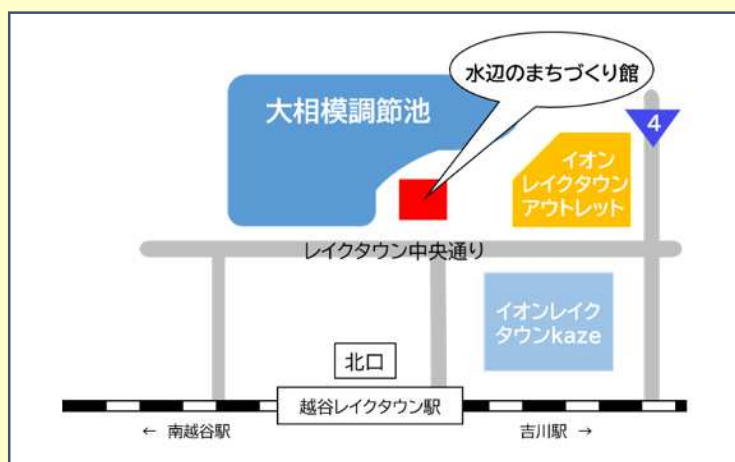 水辺のまちづくり館
大相模調節池
4
イオン
レイクタウン
アウトレット
レイクタウン中央通り
イオンレイク
タウンkaze
北口
越谷レイクタウン駅
← 南越谷駅
吉川駅 →